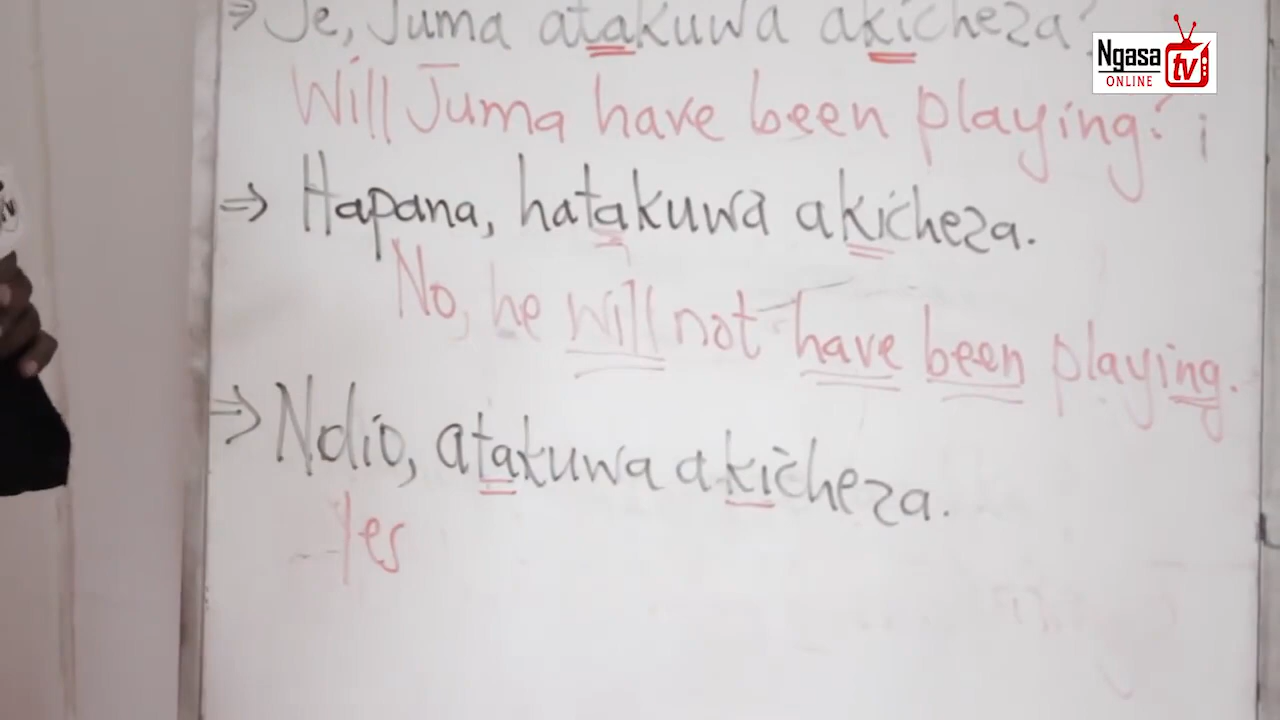 ⇒ Je, Juma atakuwa akicheza?
Will Juma have been playing?
⇒ Hapana, hatakuwa akicheza.
No, he will not have been playing.
⇒ Ndio, atakuwa akicheza.
Yes
Ngasa tv
ONLINE